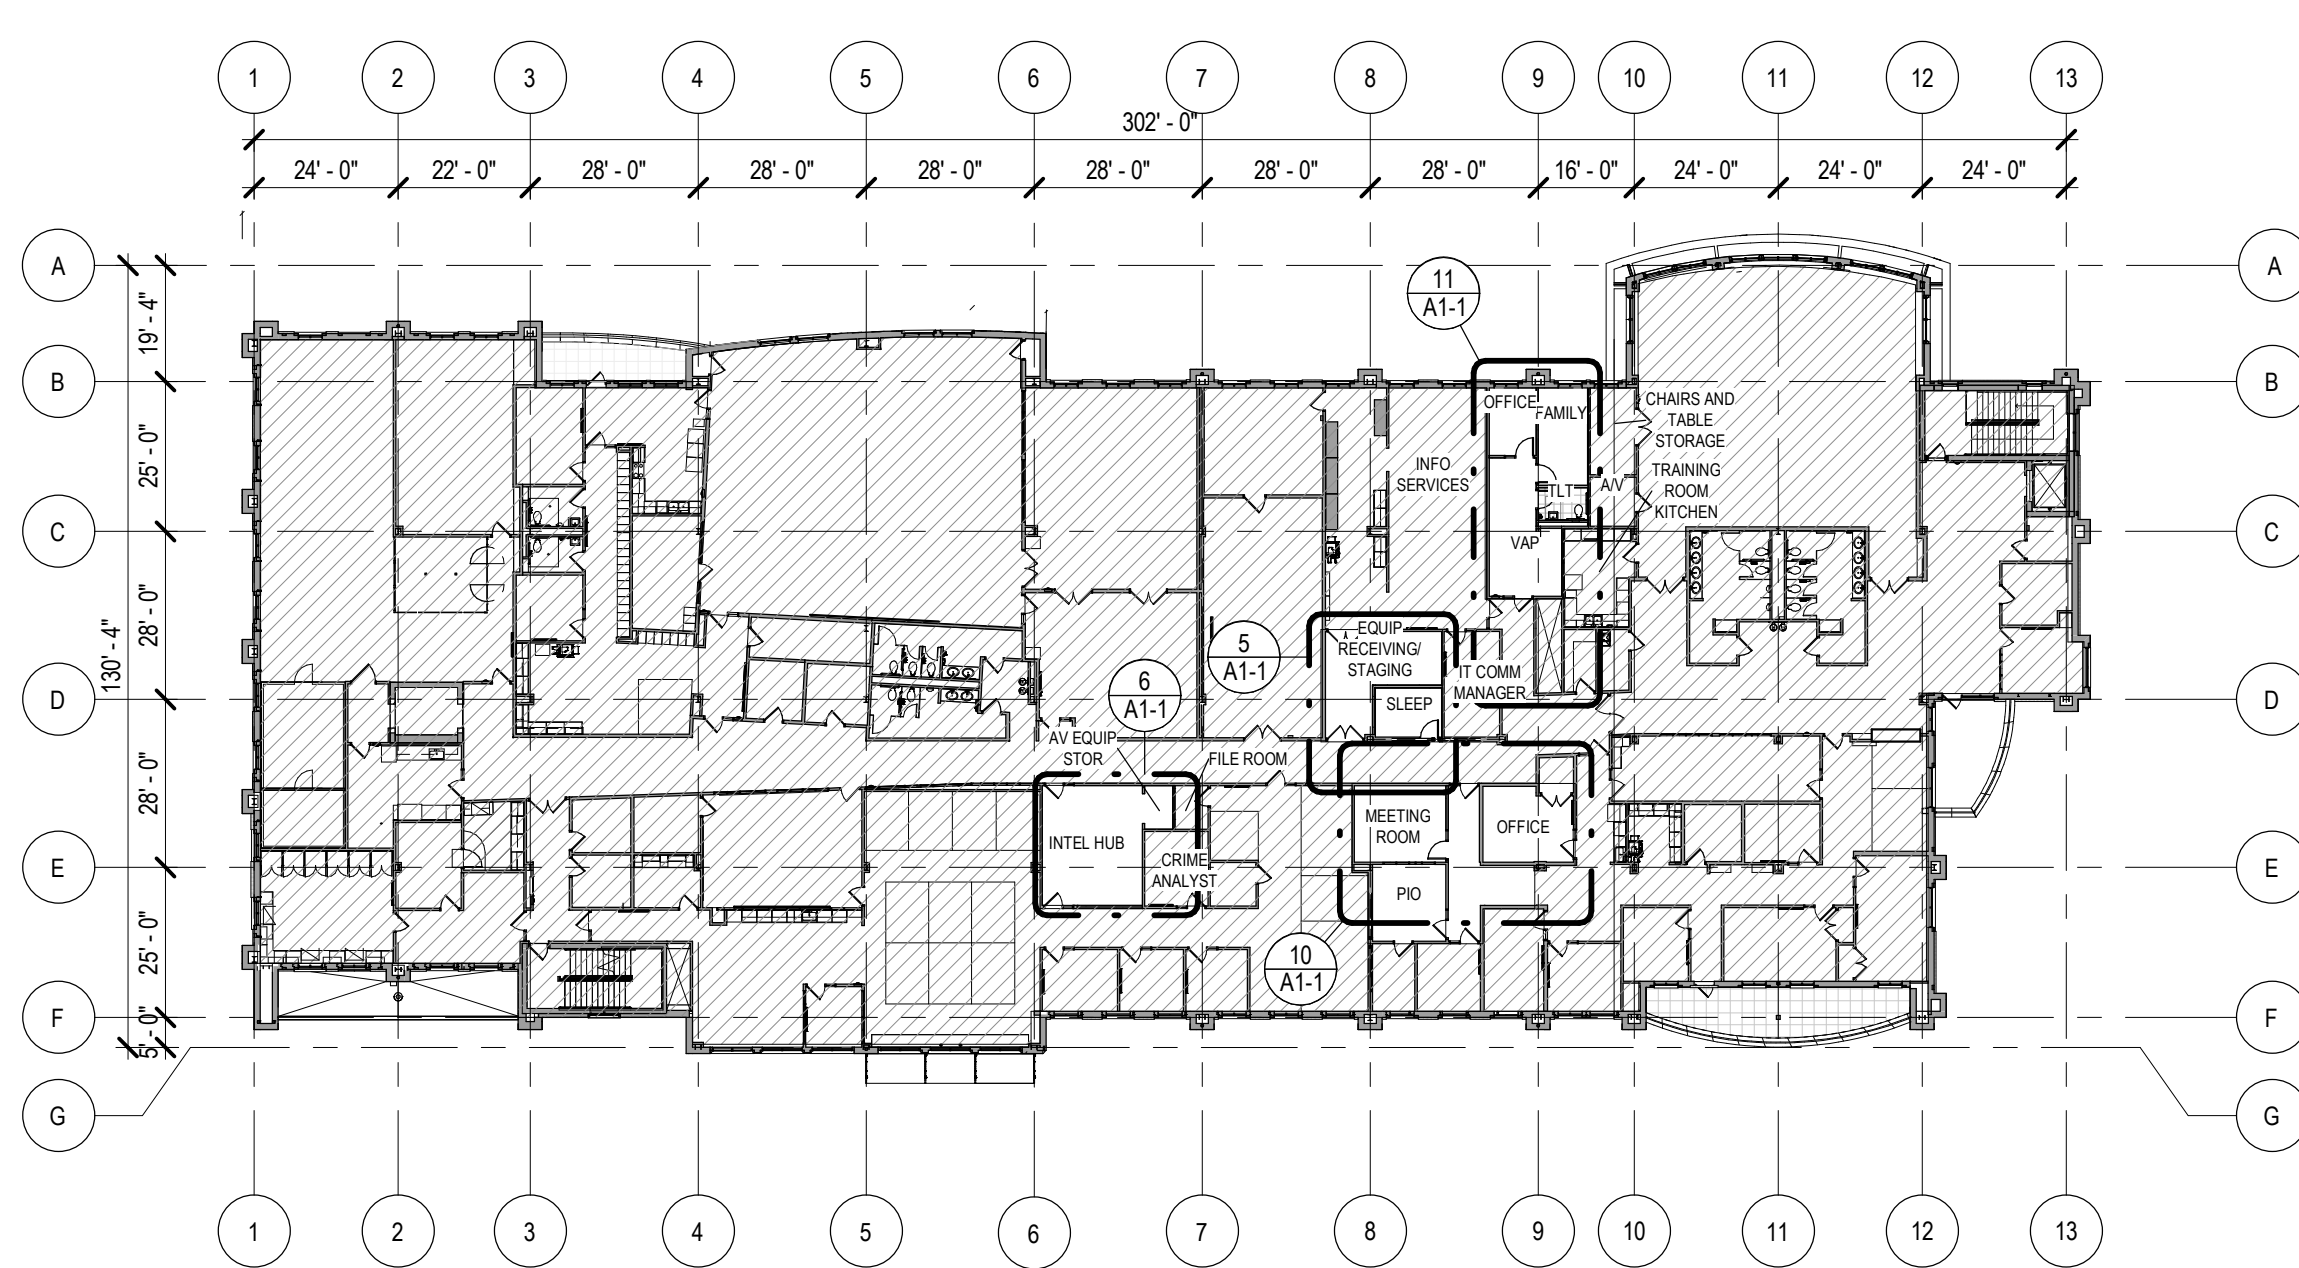 1 2 3 4 5 6 7 8 9 10 11 12 13
302' - 0"
24' - 0" 22' - 0" 28' - 0" 28' - 0" 28' - 0" 28' - 0" 28' - 0" 28' - 0" 16' - 0" 24' - 0" 24' - 0" 24' - 0"
A
A
19' - 4"
B
B
25' - 0"
C
C
28' - 0"
130' - 4"
D
D
28' - 0"
E
E
25' - 0"
F
F
5' - 0"
G
G
11
A1-1
OFFICE
FAMILY
CHAIRS AND
TABLE
STORAGE
INFO
SERVICES
TRAINING
ROOM
KITCHEN
TLT
A/V
VAP
5
A1-1
EQUIP
RECEIVING/
STAGING
IT COMM
MANAGER
SLEEP
6
A1-1
AV EQUIP
STOR
FILE ROOM
INTEL HUB
CRIME
ANALYST
MEETING
ROOM
OFFICE
PIO
10
A1-1
1 2 3 4 5 6 7 8 9 10 11 12 13